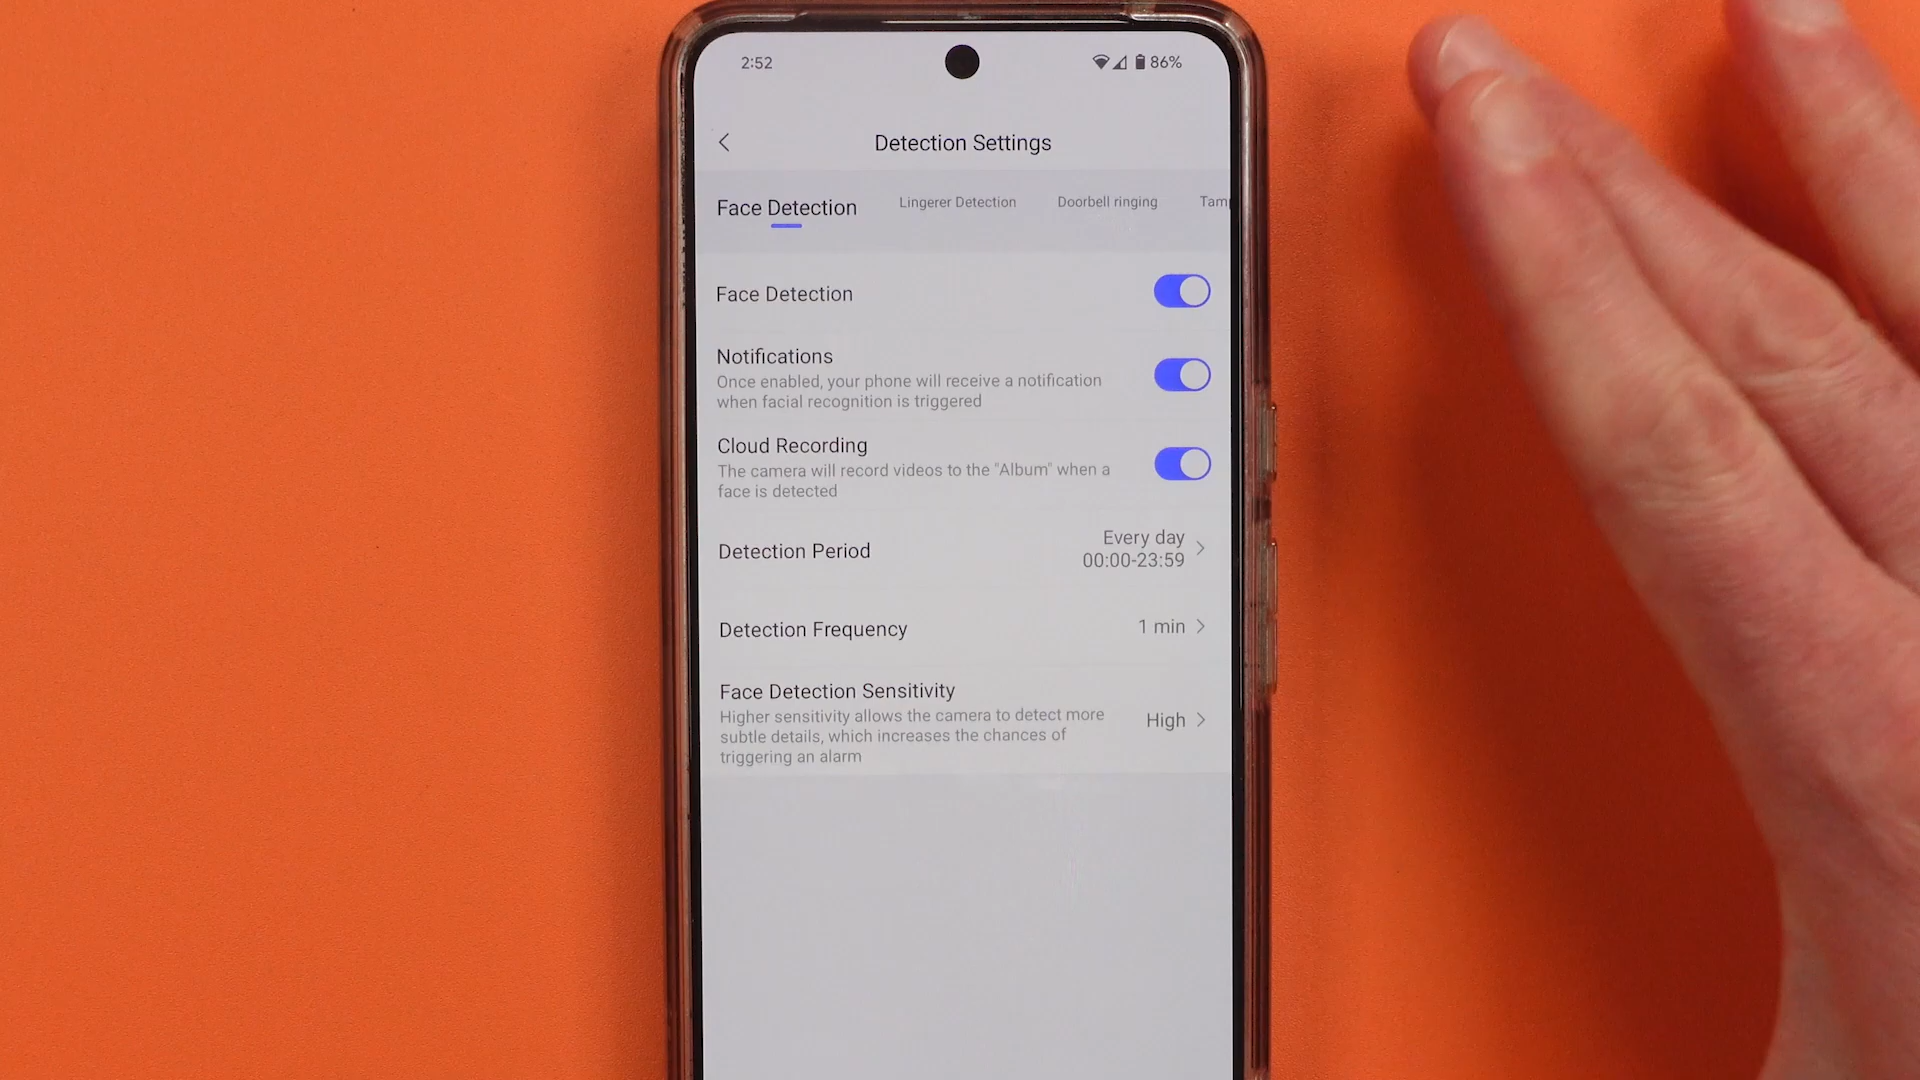 2:52
86%
Detection Settings
Face Detection
Lingerer Detection
Doorbell ringing
Face Detection
Notifications
Once enabled, your phone will receive a notification
when facial recognition is triggered
Cloud Recording
The camera will record videos to the "Album" when a
face is detected
Detection Period
Every day
00:00-23:59
Detection Frequency
1 min
Face Detection Sensitivity
Higher sensitivity allows the camera to detect more
subtle details, which increases the chances of
triggering an alarm
High